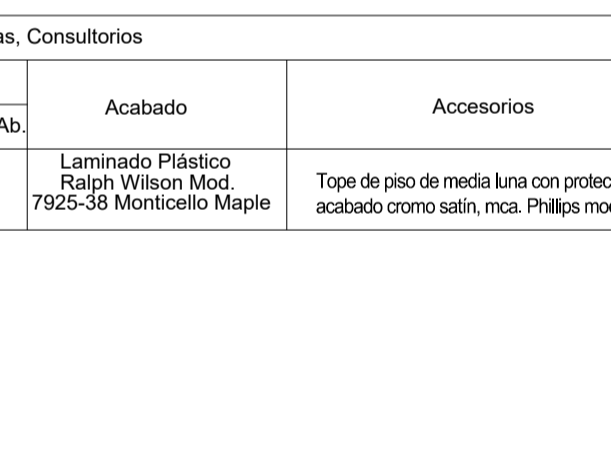 as, Consultorios
Acabado
Accesorios
Ab.
Laminado Plástico
Ralph Wilson Mod.
7925-38 Monticello Maple
Tope de piso de media luna con protec
acabado cromo satín, mca. Phillips mod